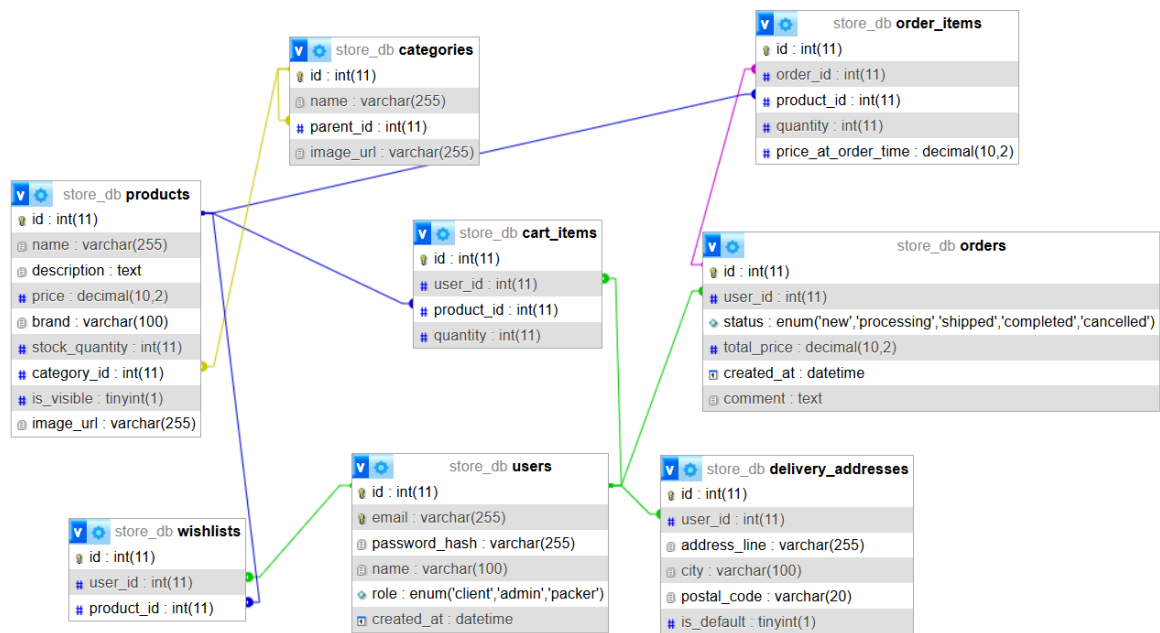 v store_db categories
id : int(11)
name : varchar(255)
parent_id : int(11)
image_url : varchar(255)
v store_db order_items
id : int(11)
order_id : int(11)
product_id : int(11)
quantity : int(11)
price_at_order_time : decimal(10,2)
v store_db products
id : int(11)
name : varchar(255)
description : text
price : decimal(10,2)
brand : varchar(100)
stock_quantity : int(11)
category_id : int(11)
is_visible : tinyint(1)
image_url : varchar(255)
v store_db cart_items
id : int(11)
user_id : int(11)
product_id : int(11)
quantity : int(11)
v store_db orders
id : int(11)
user_id : int(11)
status : enum('new','processing','shipped','completed','cancelled')
total_price : decimal(10,2)
created_at : datetime
comment : text
v store_db wishlists
id : int(11)
user_id : int(11)
product_id : int(11)
v store_db users
id : int(11)
email : varchar(255)
password_hash : varchar(255)
name : varchar(100)
role : enum('client','admin','packer')
created_at : datetime
v store_db delivery_addresses
id : int(11)
user_id : int(11)
address_line : varchar(255)
city : varchar(100)
postal_code : varchar(20)
is_default : tinyint(1)